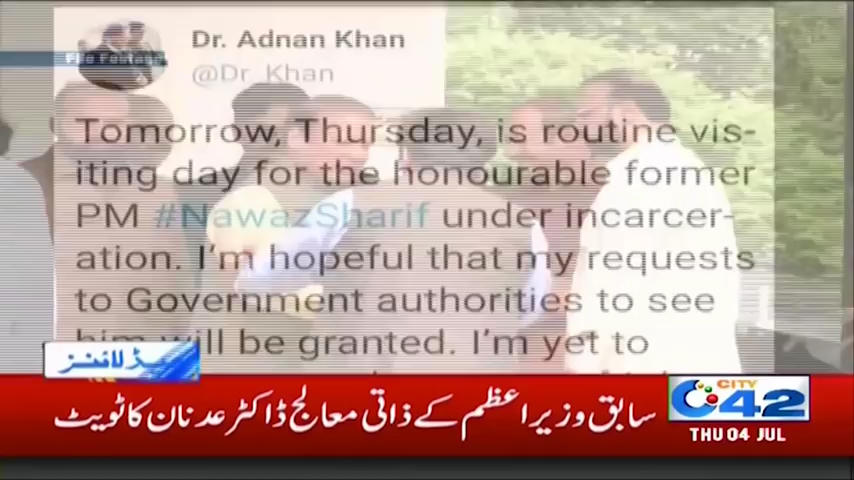 File Footage
Dr. Adnan Khan
@Dr_Khan
Tomorrow, Thursday, is routine vis-
iting day for the honourable former
PM #NawazSharif under incarcer-
ation. I'm hopeful that my requests
to Government authorities to see
him will be granted. I'm yet to
ہیڈلائنز
سابق وزیراعظم کے ذاتی معالج ڈاکٹر عدنان کا ٹویٹ
CITY
42
THU 04 JUL